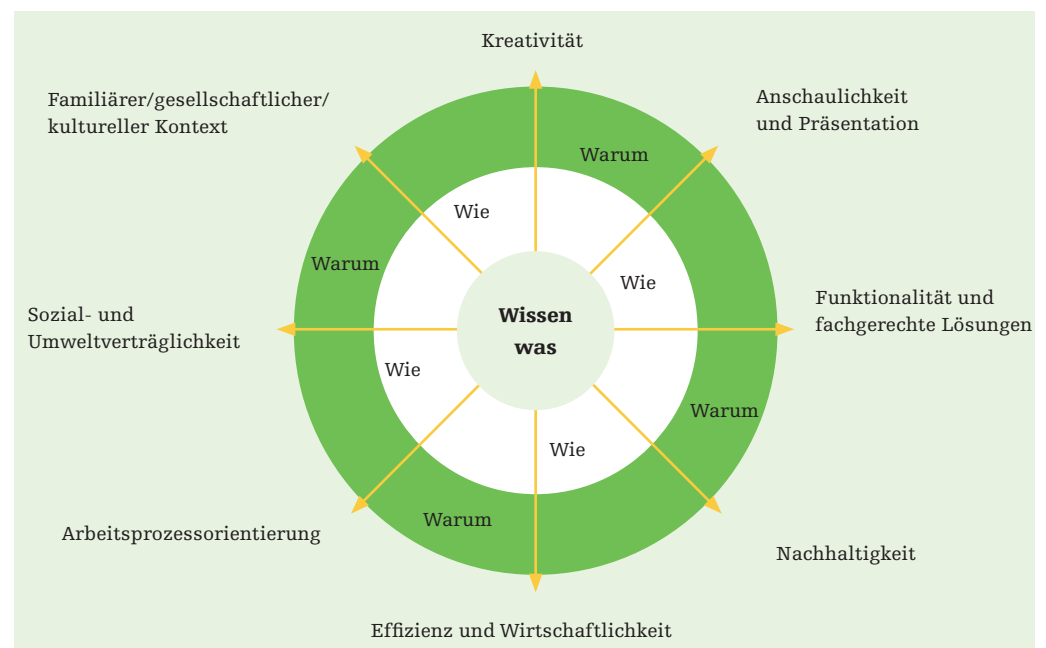 Kreativität
Familiärer/gesellschaftlicher/
kultureller Kontext
Anschaulichkeit
und Präsentation
Warum
Wie
Warum
Wie
Wissen
was
Funktionalität und
fachgerechte Lösungen
Sozial- und
Umweltverträglichkeit
Wie
Warum
Wie
Warum
Arbeitsprozessorientierung
Nachhaltigkeit
Effizienz und Wirtschaftlichkeit